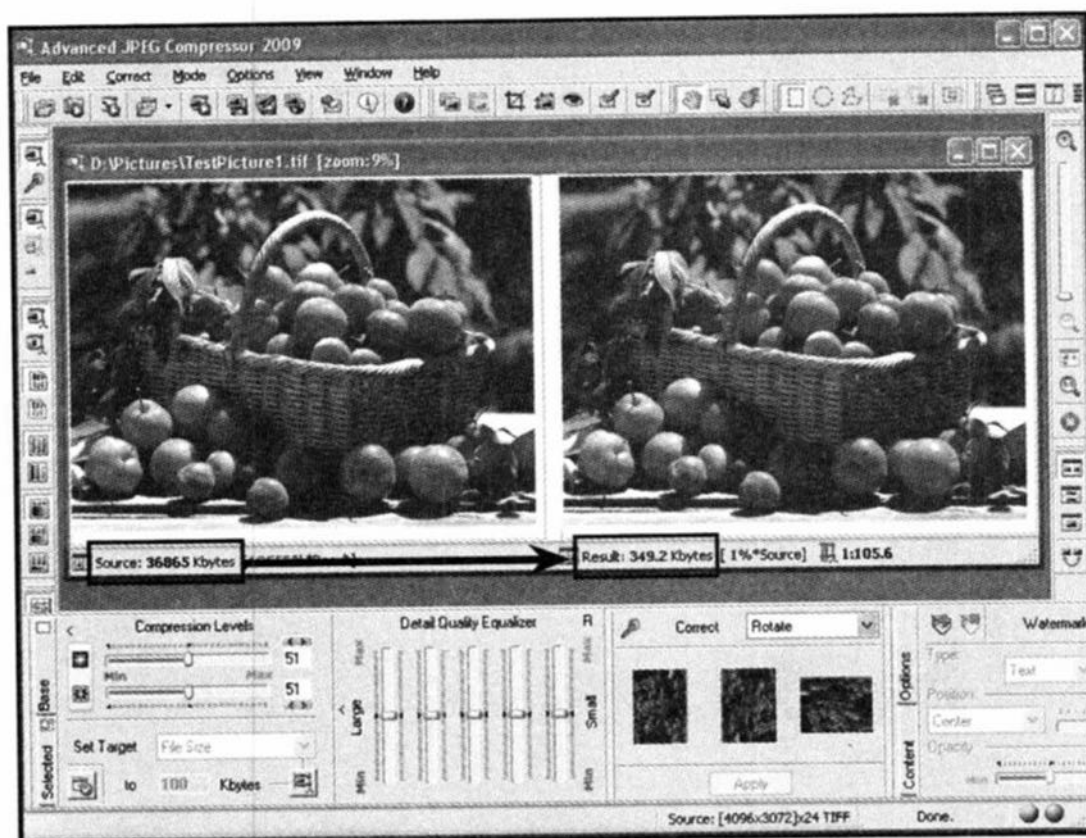 Advanced JPEG Compressor 2009
File Edit Correct Mode Options View Window Help
D:\Pictures\TestPicture1.tif [zoom:9%]
Source: 36865 Kbytes
Result: 349.2 Kbytes [ 1%*Source] 1:105.6
Compression Levels
51
Min Max
51
Set Target File Size
to 100 Kbytes
Base
Selected
Detail Quality Equalizer R
Max Max
Large Small
Min Min
Correct Rotate
Apply
Options
Content
Watermark
Type:
Text
Position
Center
Opacity
Min
Source: [4096x3072]x24 TIFF Done.